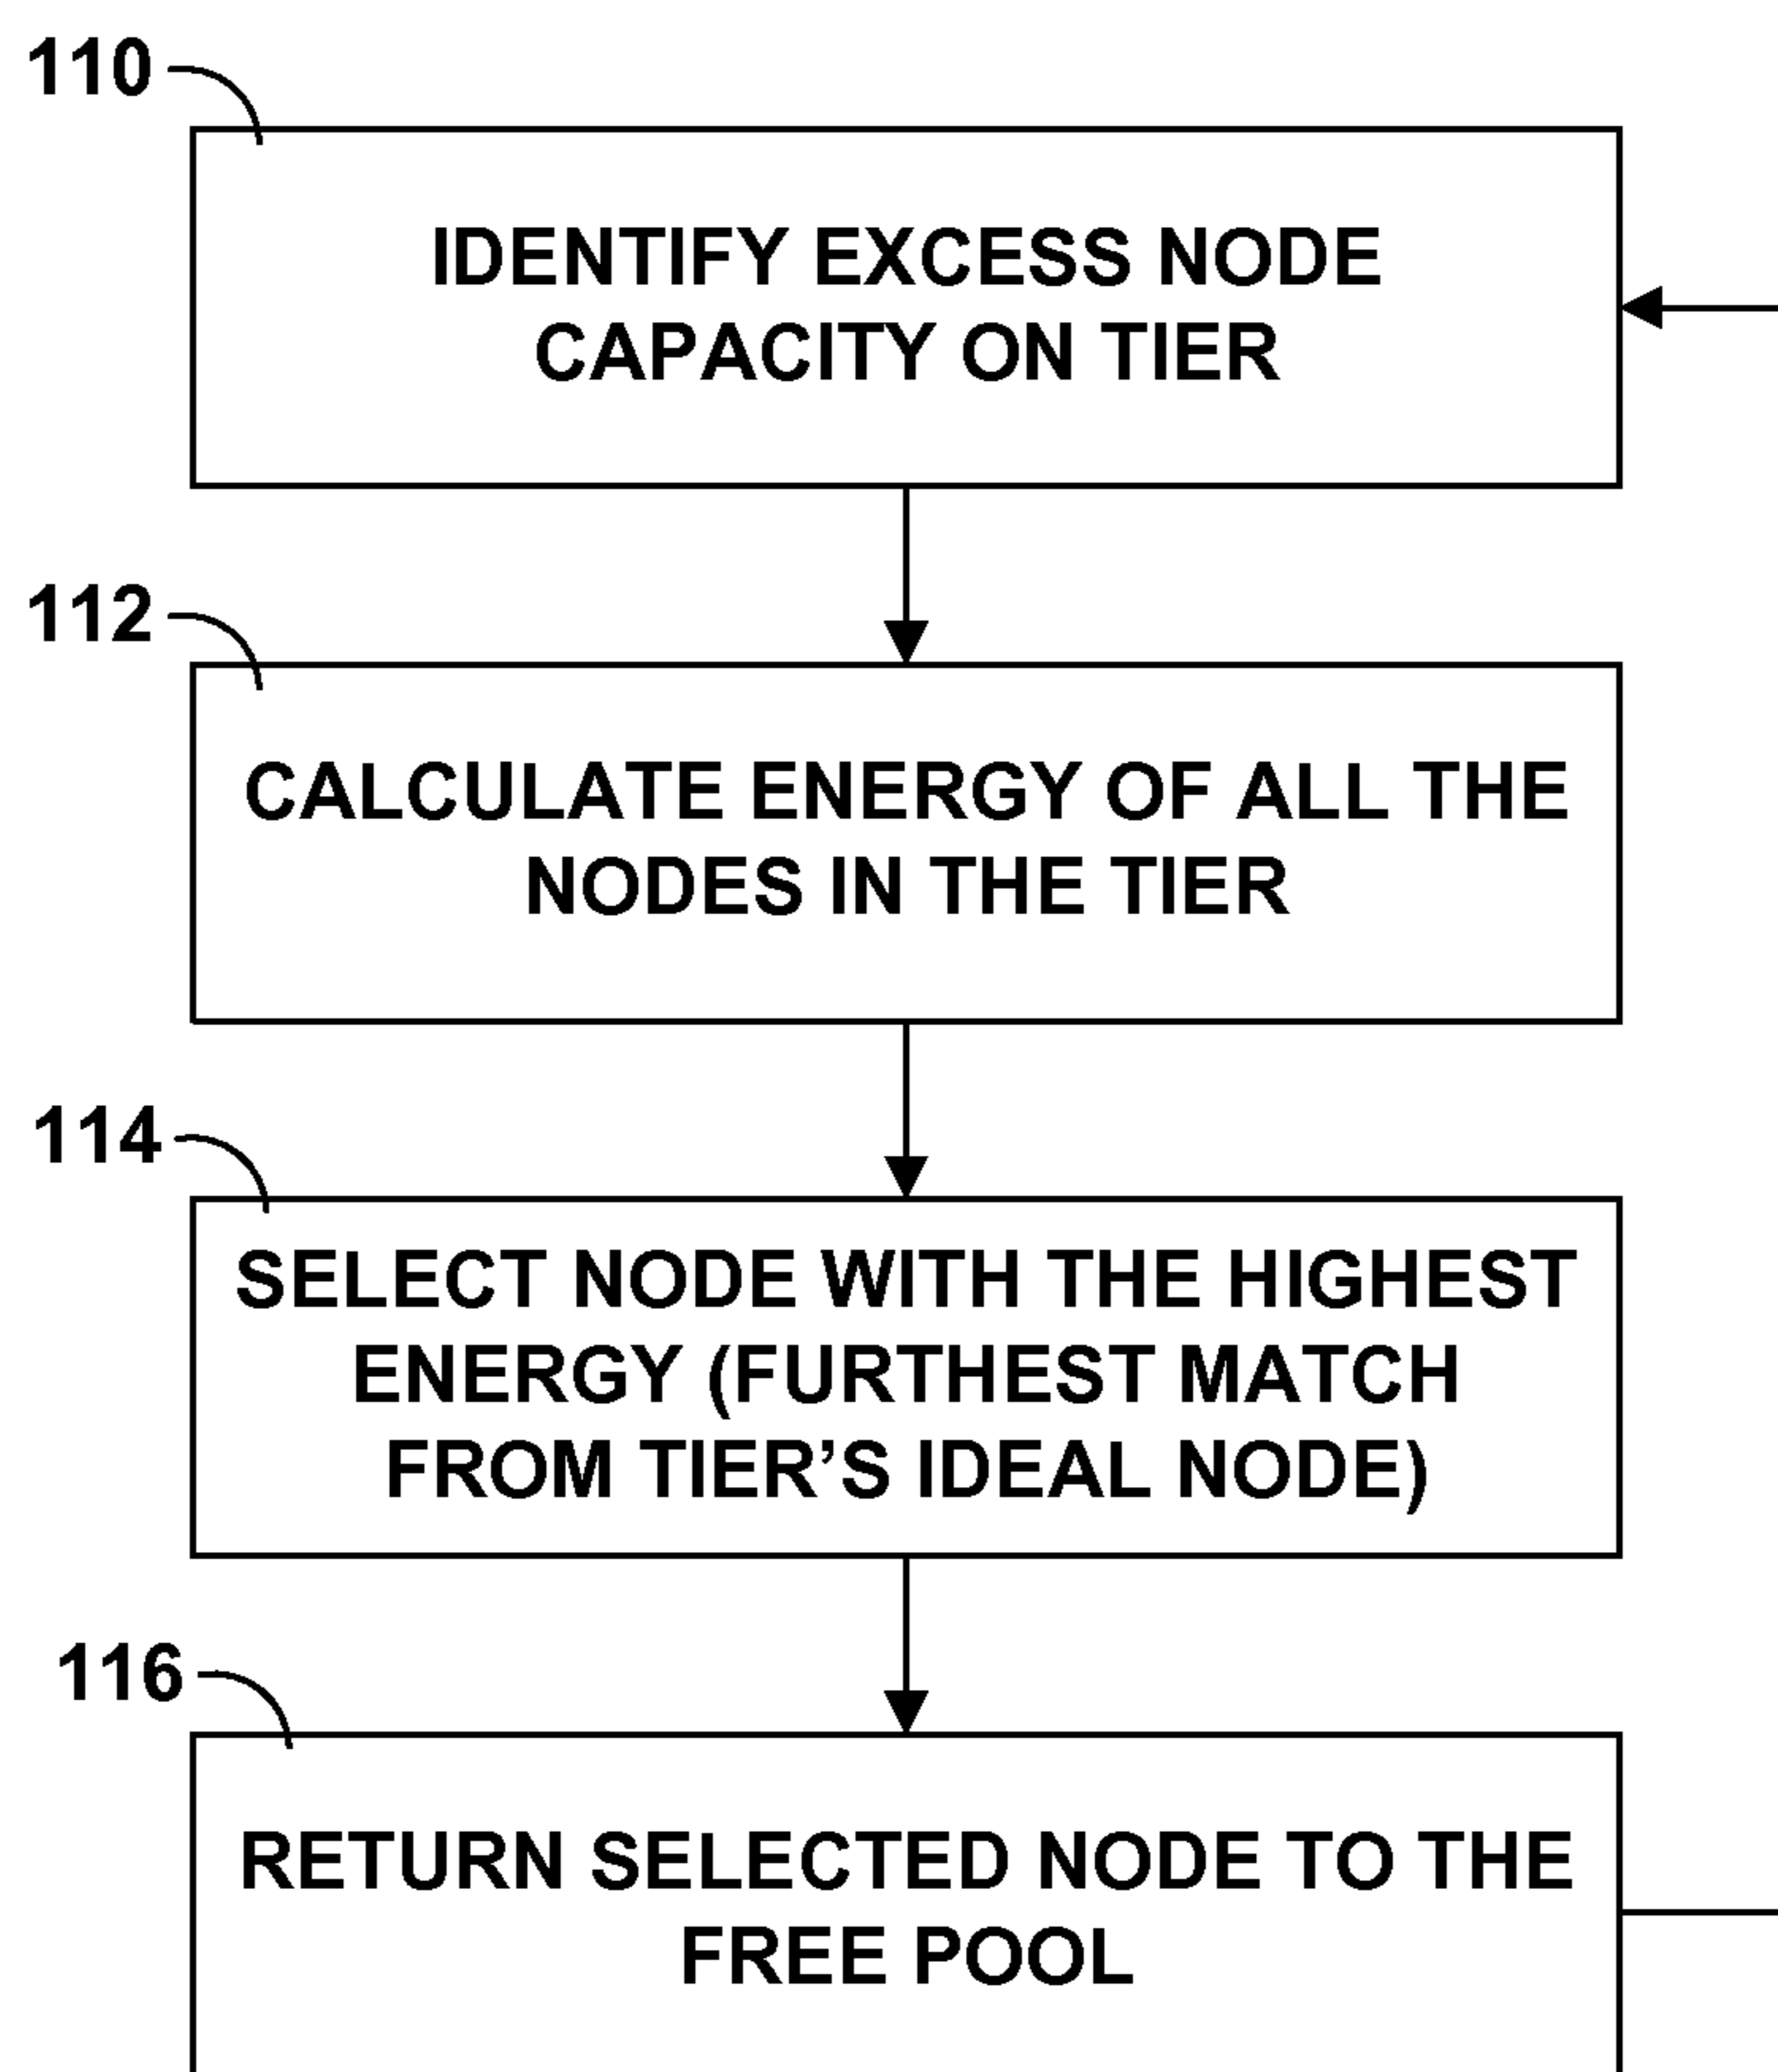 110
IDENTIFY EXCESS NODE
CAPACITY ON TIER
112
CALCULATE ENERGY OF ALL THE
NODES IN THE TIER
114
SELECT NODE WITH THE HIGHEST
ENERGY (FURTHEST MATCH
FROM TIER’S IDEAL NODE)
116
RETURN SELECTED NODE TO THE
FREE POOL